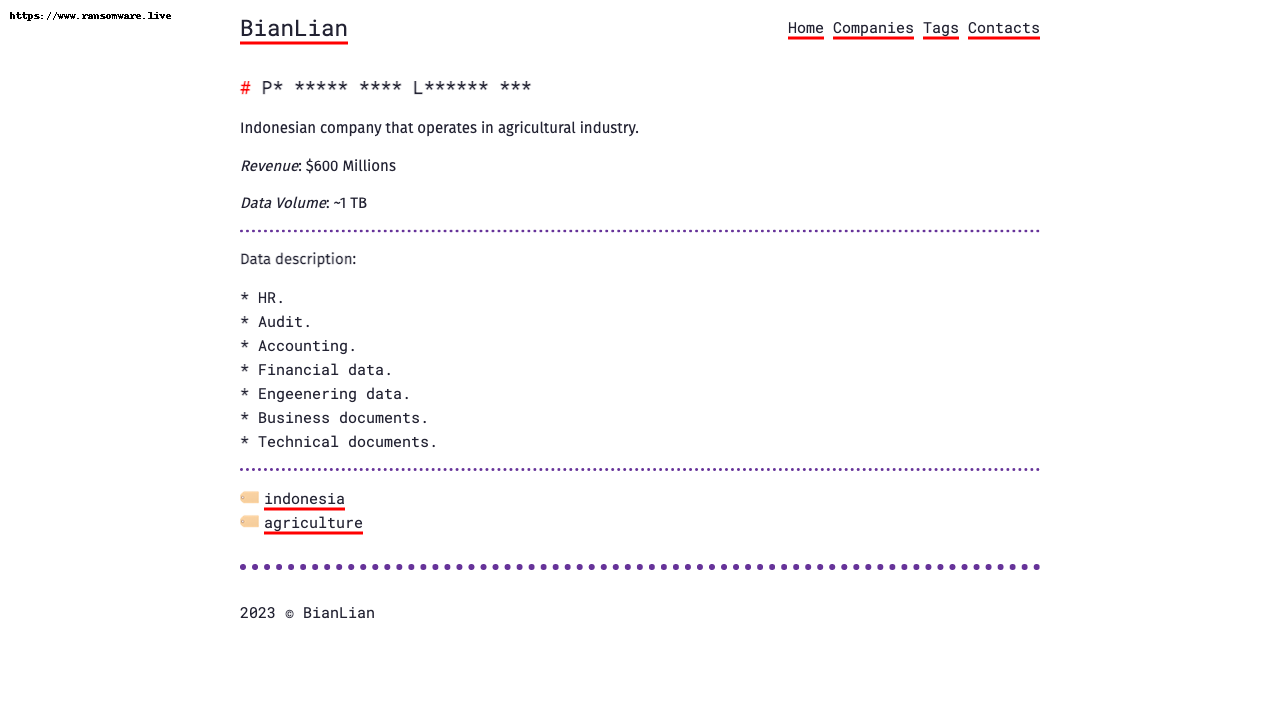 https://www.ransomware.live
BianLian
Home Companies Tags Contacts
# P* ***** **** L****** ***
Indonesian company that operates in agricultural industry.
Revenue: $600 Millions
Data Volume: ~1 TB
Data description:
* HR.
* Audit.
* Accounting.
* Financial data.
* Engeenering data.
* Business documents.
* Technical documents.
indonesia
agriculture
2023 © BianLian